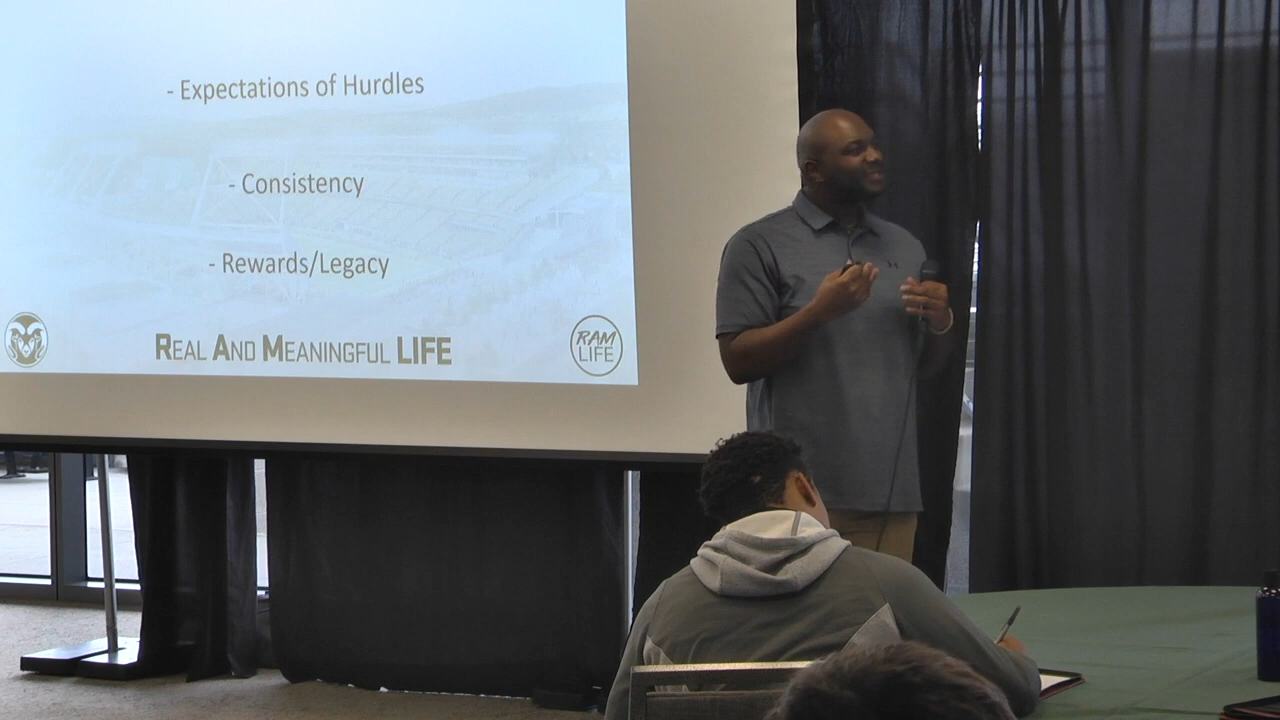 - Expectations of Hurdles
- Consistency
- Rewards/Legacy
REAL AND MEANINGFUL LIFE
RAM
LIFE